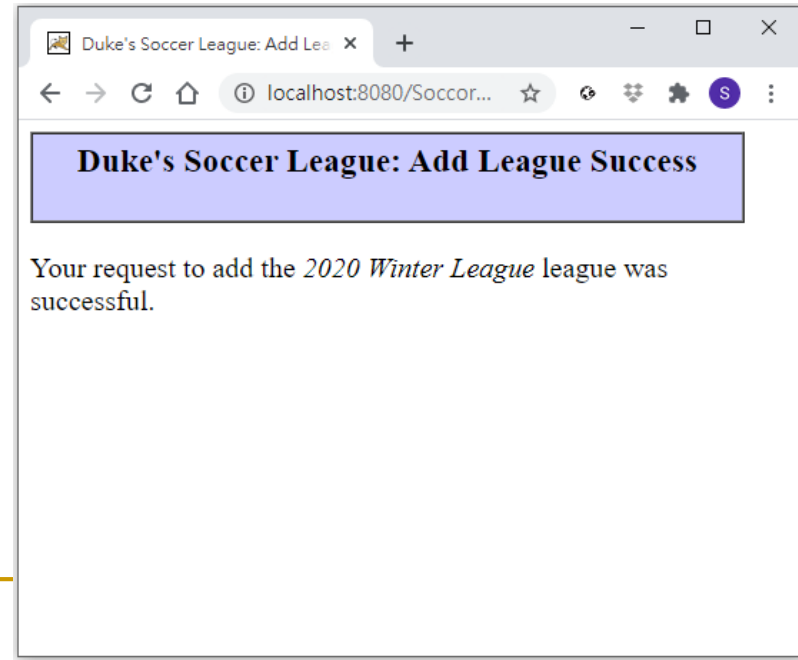 Duke's Soccer League: Add Lea
localhost:8080/Soccor...
S
Duke's Soccer League: Add League Success
Your request to add the 2020 Winter League league was
successful.